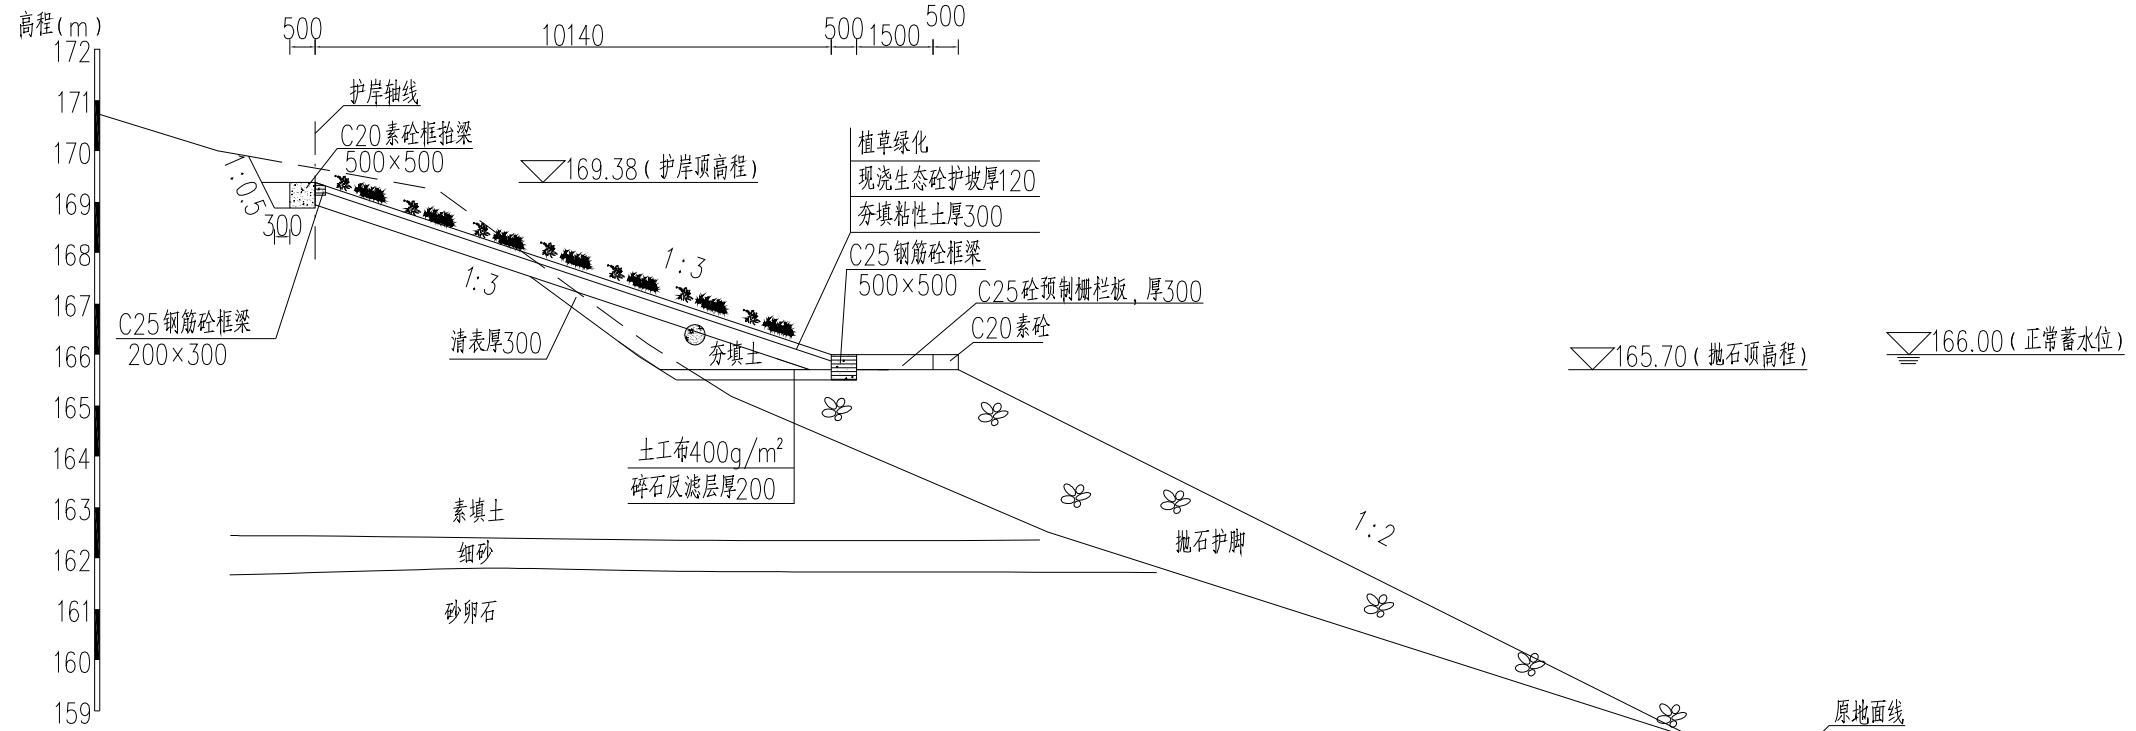 高程(m)
500
10140
500
1500
500
172
171
170
169
168
167
166
165
164
163
162
161
160
159
护岸轴线
C20素砼框抬梁
500×500
169.38(护岸顶高程)
植草绿化
现浇生态砼护坡厚120
夯填粘性土厚300
C25钢筋砼框梁
500×500
C25砼预制栅栏板,厚300
C20素砼
1:0.5
300
1:3
1:3
C25钢筋砼框梁
200×300
清表厚300
夯填土
165.70(抛石顶高程)
166.00(正常蓄水位)
土工布400g/m²
碎石反滤层厚200
素填土
细砂
砂卵石
抛石护脚
1:2
原地面线